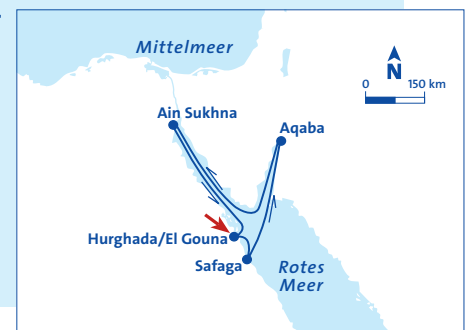 Mittelmeer
N
0 150 km
Ain Sukhna
Aqaba
Hurghada/El Gouna
Safaga
Rotes
Meer